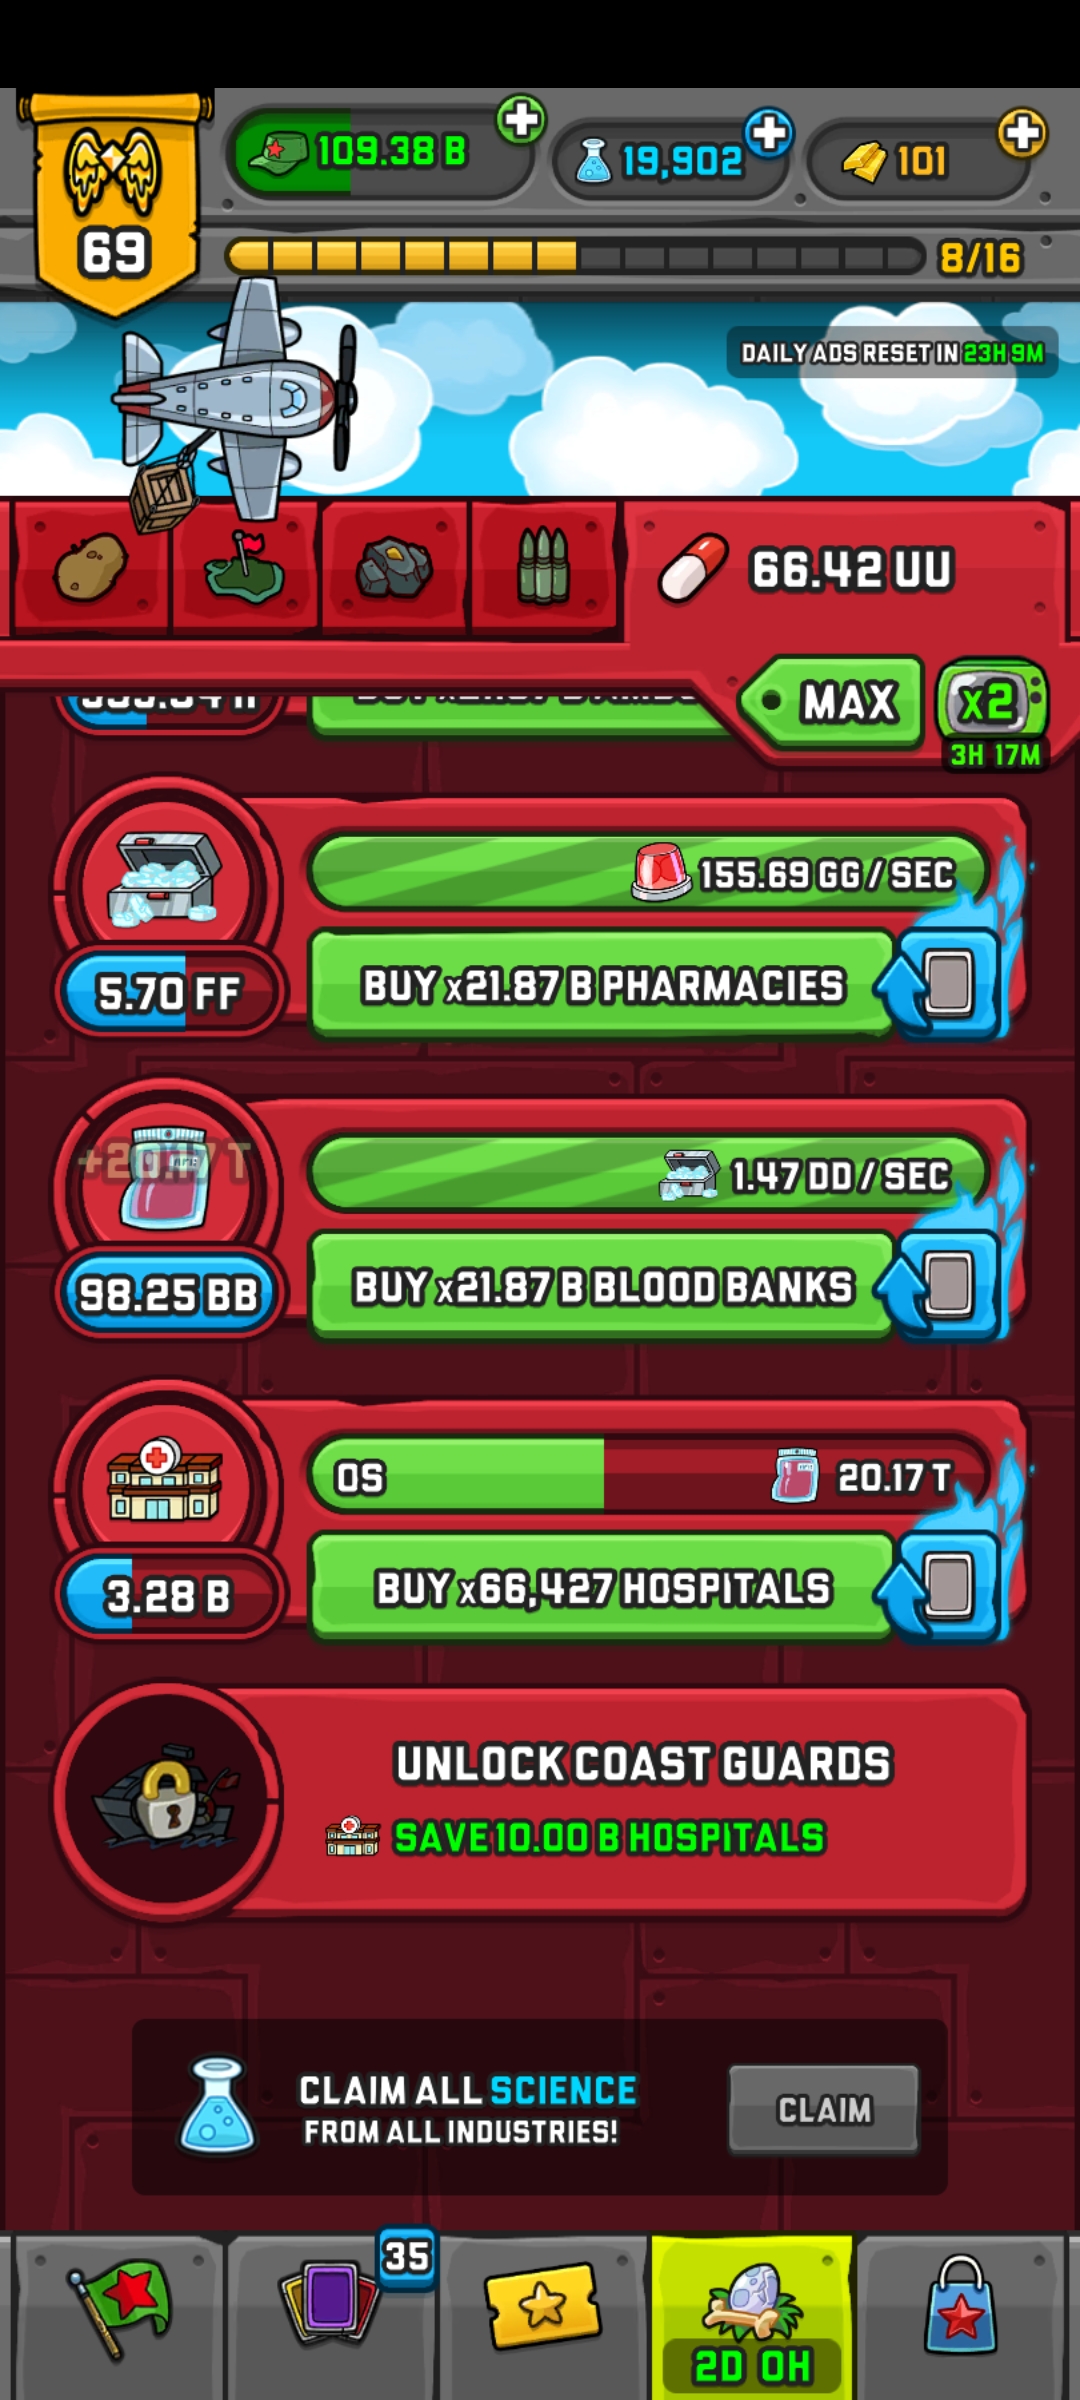 109.38 B
19,902
101
69
8/16
DAILY ADS RESET IN 23H 9M
66.42 UU
MAX
x2
3H 17M
155.69 GG / SEC
5.70 FF
BUY x21.87 B PHARMACIES
+20.17 T
1.47 DD / SEC
98.25 BB
BUY x21.87 B BLOOD BANKS
0S
20.17 T
3.28 B
BUY x66,427 HOSPITALS
UNLOCK COAST GUARDS
SAVE 10.00 B HOSPITALS
CLAIM ALL SCIENCE
FROM ALL INDUSTRIES!
CLAIM
35
2D 0H